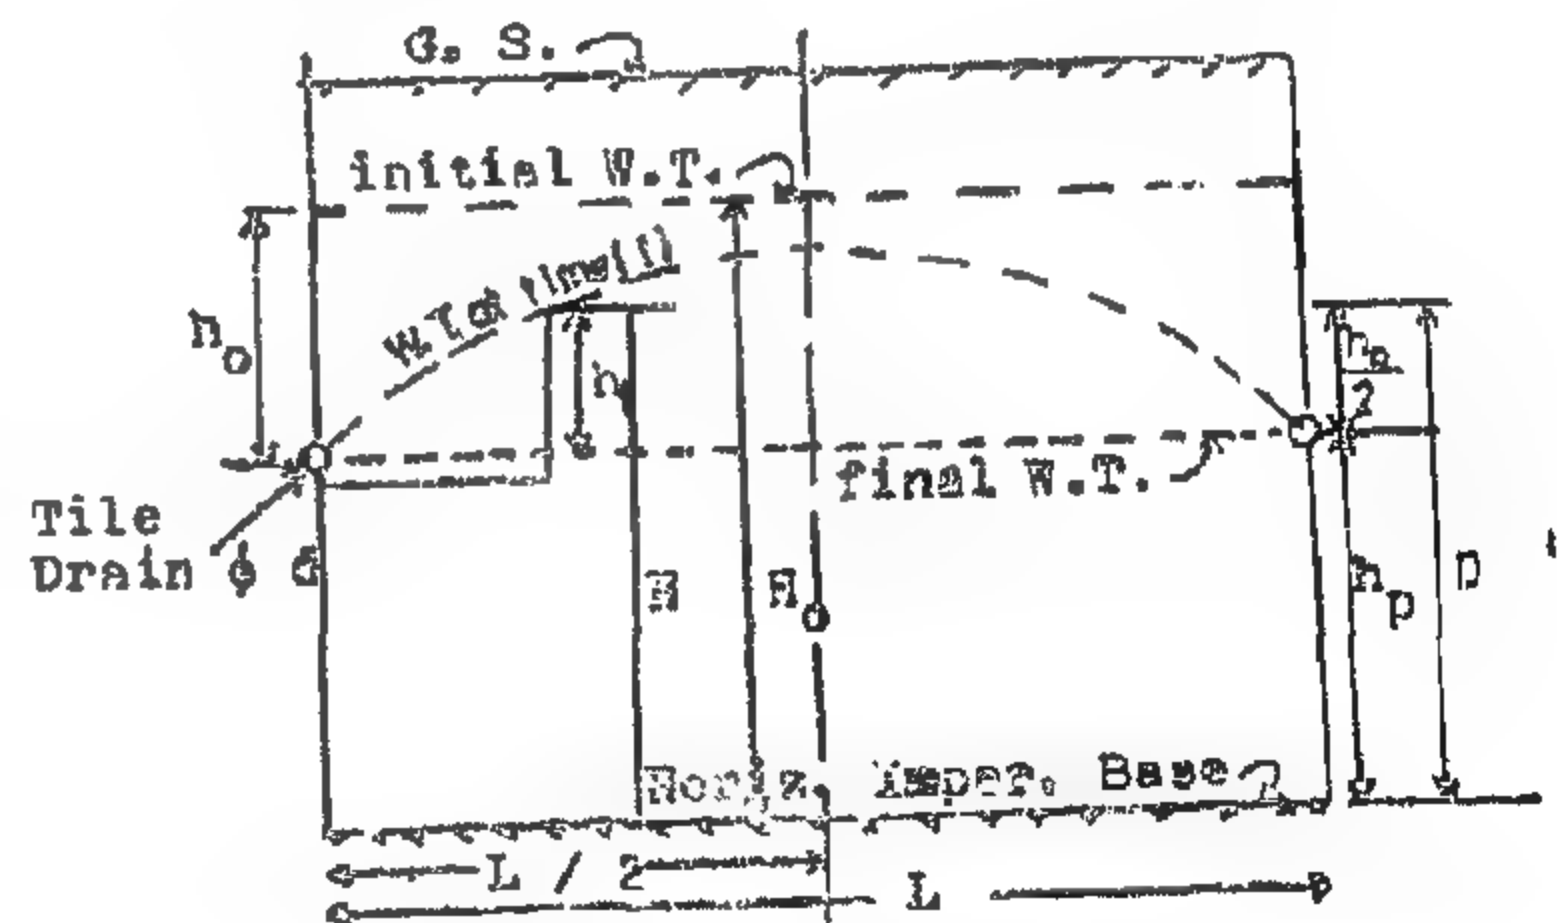 G. S.
initial W.T.
W.T at time(t)
h₀
h₀
2
h
final W.T.
Tile
Drain ϕ d
H
H₀
hₚ
D
Horiz. Imper. Base
L / 2
L